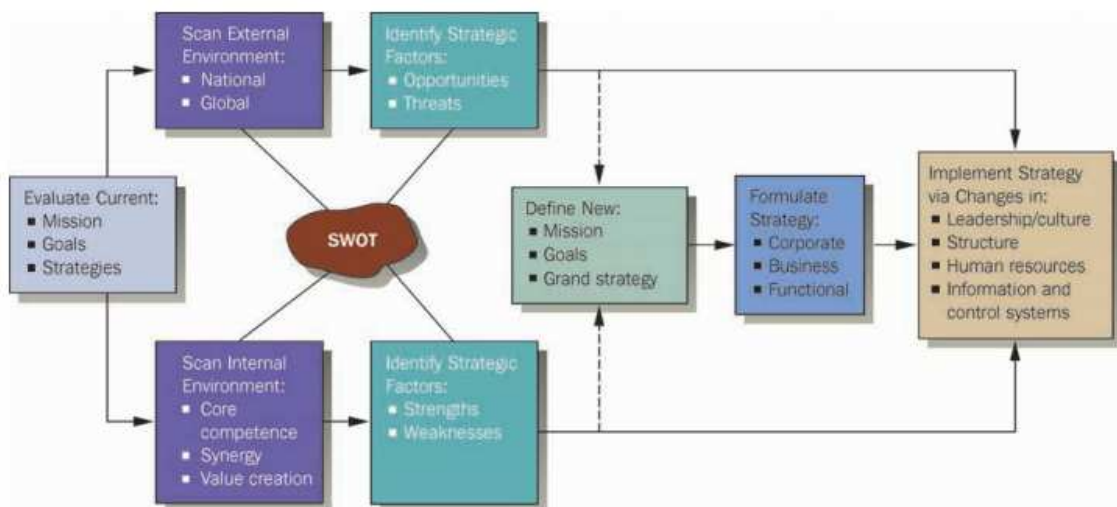 Scan External
Environment:
▪ National
▪ Global
Identify Strategic
Factors:
▪ Opportunities
▪ Threats
Evaluate Current:
▪ Mission
▪ Goals
▪ Strategies
SWOT
Define New:
▪ Mission
▪ Goals
▪ Grand strategy
Formulate
Strategy:
▪ Corporate
▪ Business
▪ Functional
Implement Strategy
via Changes in:
▪ Leadership/culture
▪ Structure
▪ Human resources
▪ Information and
control systems
Scan Internal
Environment:
▪ Core
competence
▪ Synergy
▪ Value creation
Identify Strategic
Factors:
▪ Strengths
▪ Weaknesses